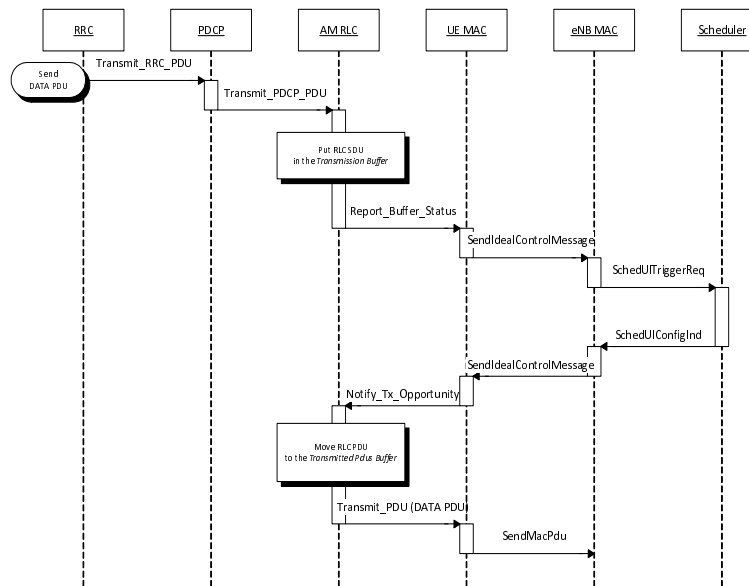 RRC
PDCP
AM RLC
UE MAC
eNB MAC
Scheduler
Send
DATA PDU
Transmit_RRC_PDU
Transmit_PDCP_PDU
Put RLC SDU
in the Transmission Buffer
Report_Buffer_Status
SendIdealControlMessage
SchedUlTriggerReq
SchedUlConfigInd
SendIdealControlMessage
Notify_Tx_Opportunity
Move RLC PDU
to the Transmitted Pdus Buffer
Transmit_PDU (DATA PDU)
SendMacPdu